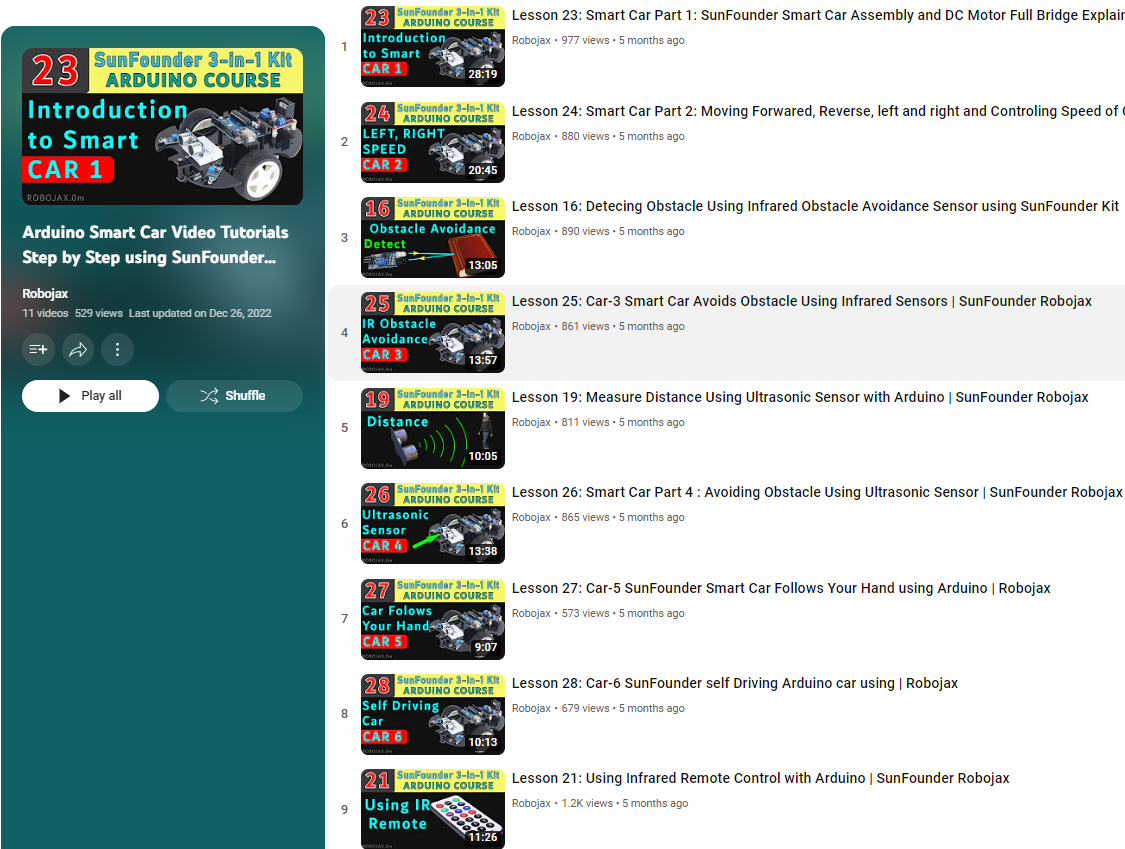 23
SunFounder 3-in-1 Kit
ARDUINO COURSE
Introduction
to Smart
CAR 1
ROBOJAX.0m
Arduino Smart Car Video Tutorials
Step by Step using SunFounder...
Robojax
11 videos 529 views Last updated on Dec 26, 2022
Play all
Shuffle
1
23
SunFounder 3-in-1 Kit
ARDUINO COURSE
Introduction
to Smart
CAR 1
28:19
Lesson 23: Smart Car Part 1: SunFounder Smart Car Assembly and DC Motor Full Bridge
Robojax • 977 views • 5 months ago
2
24
SunFounder 3-in-1 Kit
ARDUINO COURSE
LEFT, RIGHT
SPEED
CAR 2
20:45
Lesson 24: Smart Car Part 2: Moving Forwared, Reverse, left and right and Controling Speed of
Robojax • 880 views • 5 months ago
3
16
SunFounder 3-in-1 Kit
ARDUINO COURSE
Obstacle Avoidance
Detect
13:05
Lesson 16: Detecing Obstacle Using Infrared Obstacle Avoidance Sensor using SunFounder Kit
Robojax • 890 views • 5 months ago
4
25
SunFounder 3-in-1 Kit
ARDUINO COURSE
IR Obstacle
Avoidance
CAR 3
13:57
Lesson 25: Car-3 Smart Car Avoids Obstacle Using Infrared Sensors | SunFounder Robojax
Robojax • 861 views • 5 months ago
5
19
SunFounder 3-in-1 Kit
ARDUINO COURSE
Distance
10:05
Lesson 19: Measure Distance Using Ultrasonic Sensor with Arduino | SunFounder Robojax
Robojax • 811 views • 5 months ago
6
26
SunFounder 3-in-1 Kit
ARDUINO COURSE
Ultrasonic
Sensor
CAR 4
13:38
Lesson 26: Smart Car Part 4 : Avoiding Obstacle Using Ultrasonic Sensor | SunFounder Robojax
Robojax • 865 views • 5 months ago
7
27
SunFounder 3-in-1 Kit
ARDUINO COURSE
Car Folows
Your Hand
CAR 5
9:07
Lesson 27: Car-5 SunFounder Smart Car Follows Your Hand using Arduino | Robojax
Robojax • 573 views • 5 months ago
8
28
SunFounder 3-in-1 Kit
ARDUINO COURSE
Self Driving
Car
CAR 6
10:13
Lesson 28: Car-6 SunFounder self Driving Arduino car using | Robojax
Robojax • 679 views • 5 months ago
9
21
SunFounder 3-in-1 Kit
ARDUINO COURSE
Using IR
Remote
11:26
Lesson 21: Using Infrared Remote Control with Arduino | SunFounder Robojax
Robojax • 1.2K views • 5 months ago